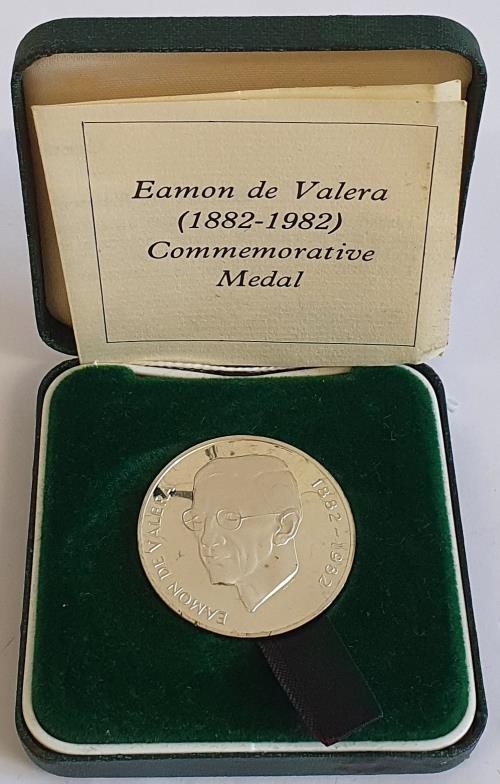 Eamon de Valera
(1882-1982)
Commemorative
Medal
EAMON DE VALERA
1882-1982